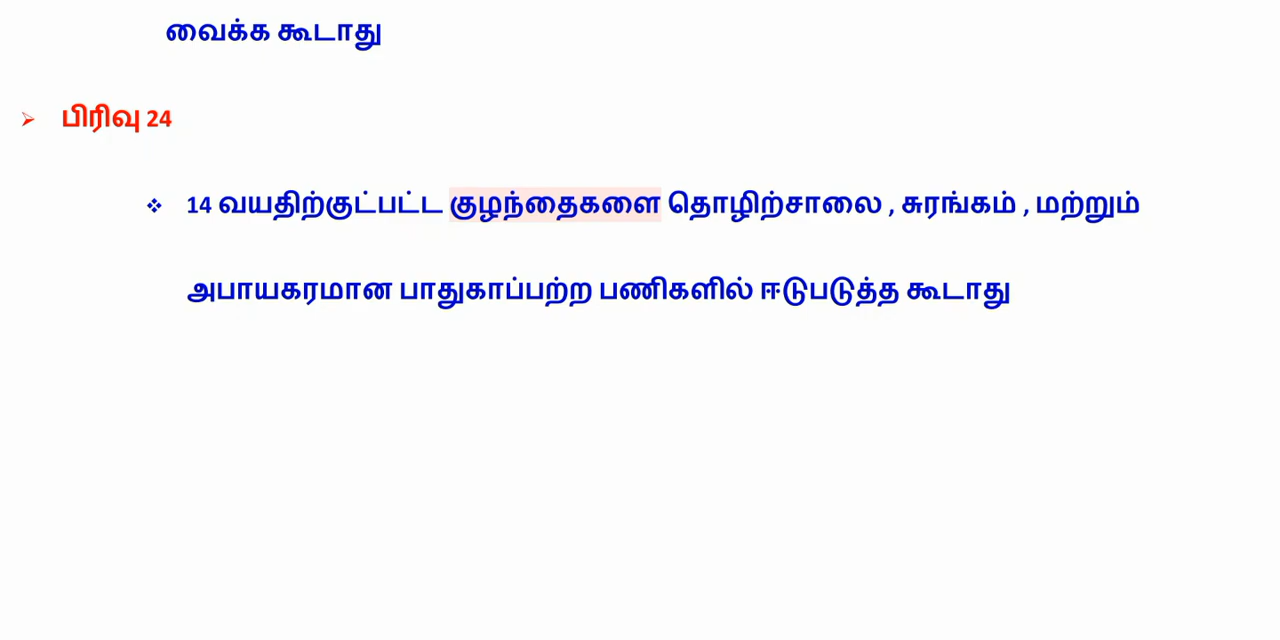 வைக்க கூடாது
பிரிவு 24
14 வயதிற்குட்பட்ட குழந்தைகளை தொழிற்சாலை , சுரங்கம் , மற்றும்
அபாயகரமான பாதுகாப்பற்ற பணிகளில் ஈடுபடுத்த கூடாது